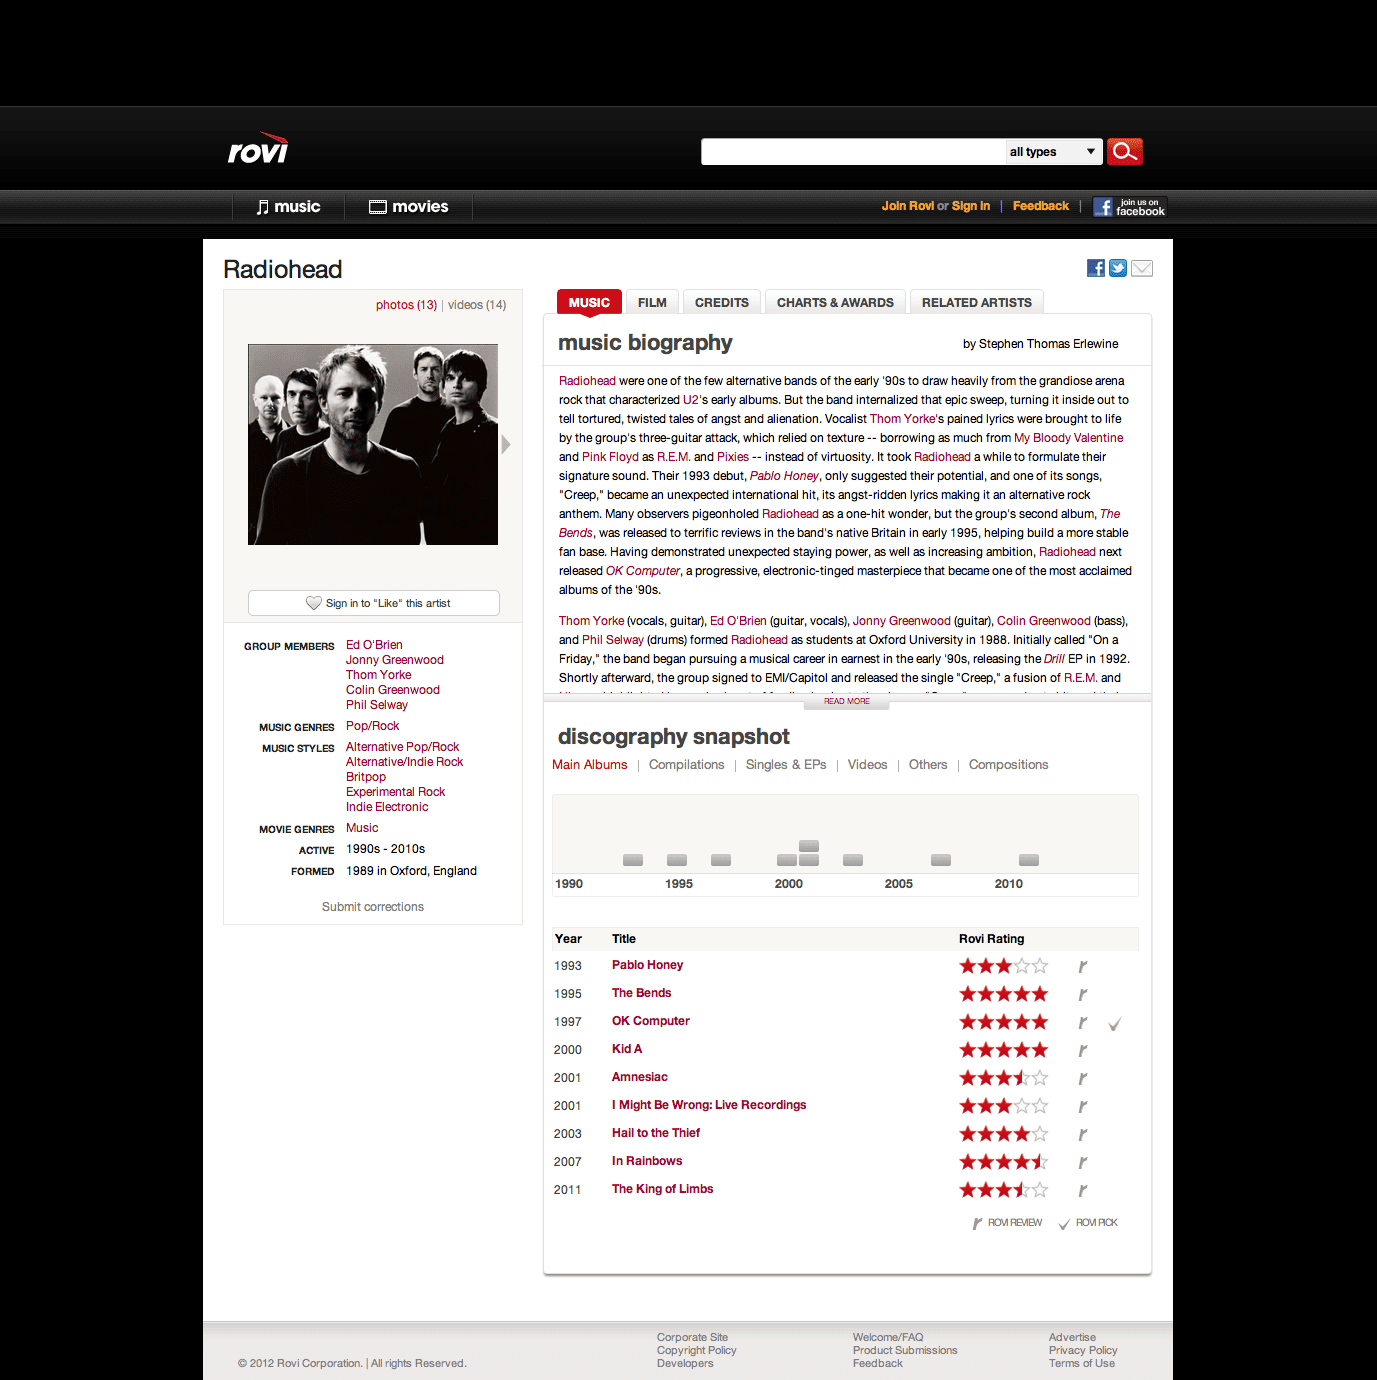 rovi
all types
music
movies
Join Rovi or Sign In | Feedback |
join us on
facebook
Radiohead
photos (13) | videos (14)
Sign in to "Like" this artist
GROUP MEMBERS Ed O'Brien
Jonny Greenwood
Thom Yorke
Colin Greenwood
Phil Selway
MUSIC GENRES Pop/Rock
MUSIC STYLES Alternative Pop/Rock
Alternative/Indie Rock
Britpop
Experimental Rock
Indie Electronic
MOVIE GENRES Music
ACTIVE 1990s - 2010s
FORMED 1989 in Oxford, England
Submit corrections
MUSIC FILM CREDITS CHARTS & AWARDS RELATED ARTISTS
music biography by Stephen Thomas Erlewine
Radiohead were one of the few alternative bands of the early '90s to draw heavily from the grandiose arena
rock that characterized U2's early albums. But the band internalized that epic sweep, turning it inside out to
tell tortured, twisted tales of angst and alienation. Vocalist Thom Yorke's pained lyrics were brought to life
by the group's three-guitar attack, which relied on texture -- borrowing as much from My Bloody Valentine
and Pink Floyd as R.E.M. and Pixies -- instead of virtuosity. It took Radiohead a while to formulate their
signature sound. Their 1993 debut, Pablo Honey, only suggested their potential, and one of its songs,
"Creep," became an unexpected international hit, its angst-ridden lyrics making it an alternative rock
anthem. Many observers pigeonholed Radiohead as a one-hit wonder, but the group's second album, The
Bends, was released to terrific reviews in the band's native Britain in early 1995, helping build a more stable
fan base. Having demonstrated unexpected staying power, as well as increasing ambition, Radiohead next
released OK Computer, a progressive, electronic-tinged masterpiece that became one of the most acclaimed
albums of the '90s.
Thom Yorke (vocals, guitar), Ed O'Brien (guitar, vocals), Jonny Greenwood (guitar), Colin Greenwood (bass),
and Phil Selway (drums) formed Radiohead as students at Oxford University in 1988. Initially called "On a
Friday," the band began pursuing a musical career in earnest in the early '90s, releasing the Drill EP in 1992.
Shortly afterward, the group signed to EMI/Capitol and released the single "Creep," a fusion of R.E.M. and
READ MORE
discography snapshot
Main Albums | Compilations | Singles & EPs | Videos | Others | Compositions
1990 1995 2000 2005 2010
Year Title Rovi Rating
1993 Pablo Honey r
1995 The Bends r
1997 OK Computer r
2000 Kid A r
2001 Amnesiac r
2001 I Might Be Wrong: Live Recordings r
2003 Hail to the Thief r
2007 In Rainbows r
2011 The King of Limbs r
r ROVI REVIEW ROVI PICK
Corporate Site Welcome/FAQ Advertise
Copyright Policy Product Submissions Privacy Policy
© 2012 Rovi Corporation. | All rights Reserved. Developers Feedback Terms of Use